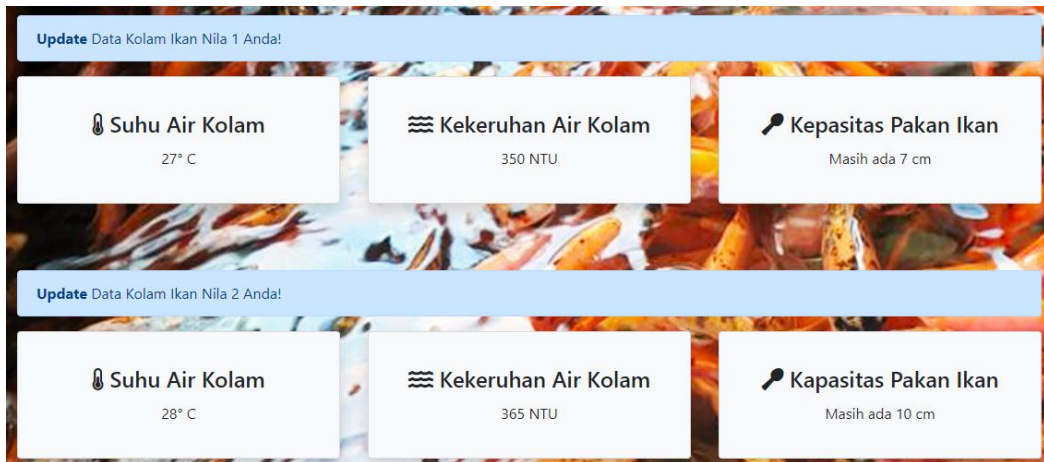 Update Data Kolam Ikan Nila 1 Anda!
Suhu Air Kolam
27° C
Kekeruhan Air Kolam
350 NTU
Kepasitas Pakan Ikan
Masih ada 7 cm
Update Data Kolam Ikan Nila 2 Anda!
Suhu Air Kolam
28° C
Kekeruhan Air Kolam
365 NTU
Kapasitas Pakan Ikan
Masih ada 10 cm